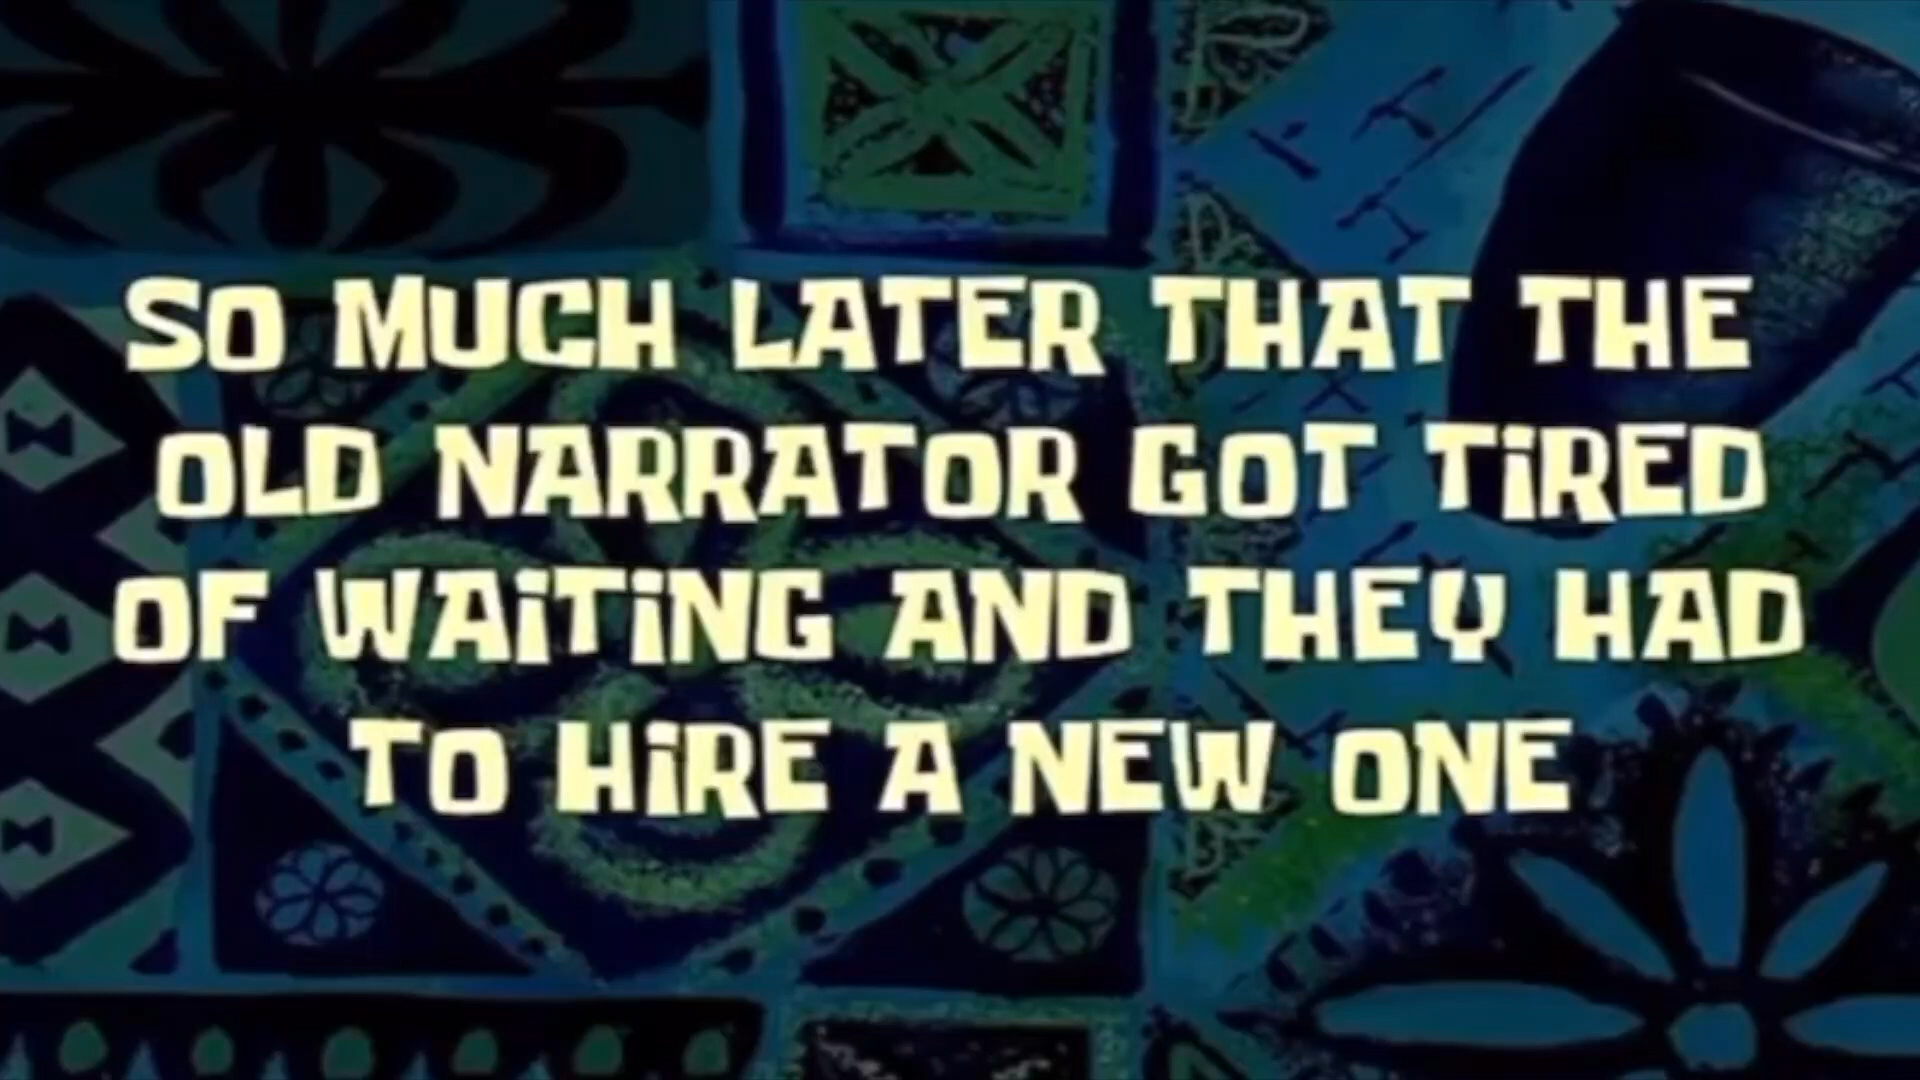 SO MUCH LATER THAT THE
OLD NARRATOR GOT TiRED
OF WAiTiNG AND THEY HAD
TO HiRE A NEW ONE